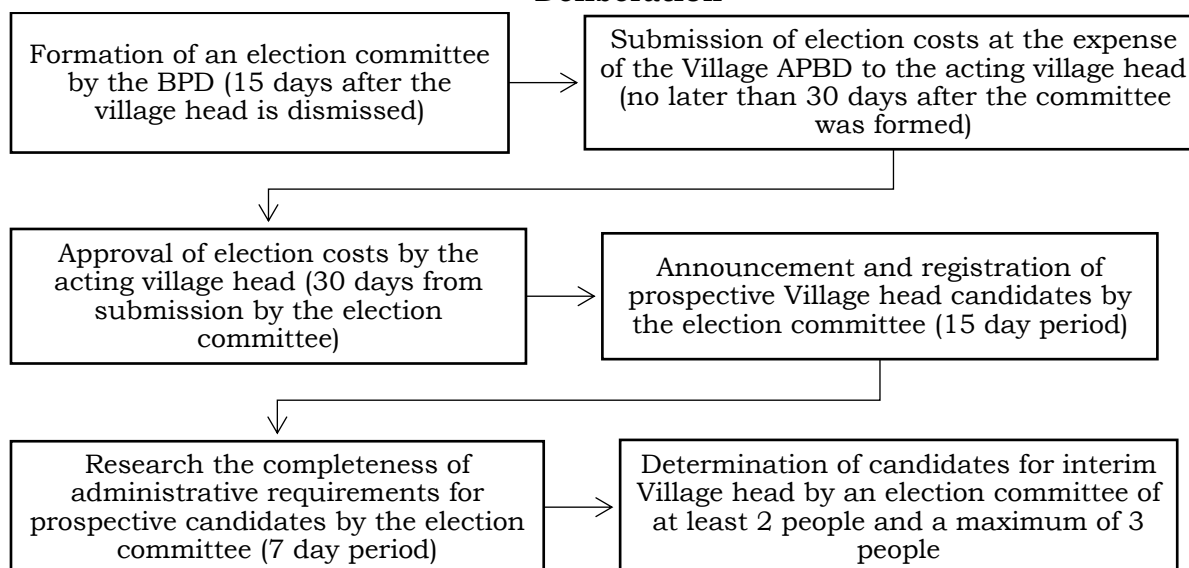 Deliberation
Formation of an election committee
by the BPD (15 days after the
village head is dismissed)
Submission of election costs at the expense
of the Village APBD to the acting village head
(no later than 30 days after the committee
was formed)
Approval of election costs by the
acting village head (30 days from
submission by the election
committee)
Announcement and registration of
prospective Village head candidates by
the election committee (15 day period)
Research the completeness of
administrative requirements for
prospective candidates by the election
committee (7 day period)
Determination of candidates for interim
Village head by an election committee of
at least 2 people and a maximum of 3
people